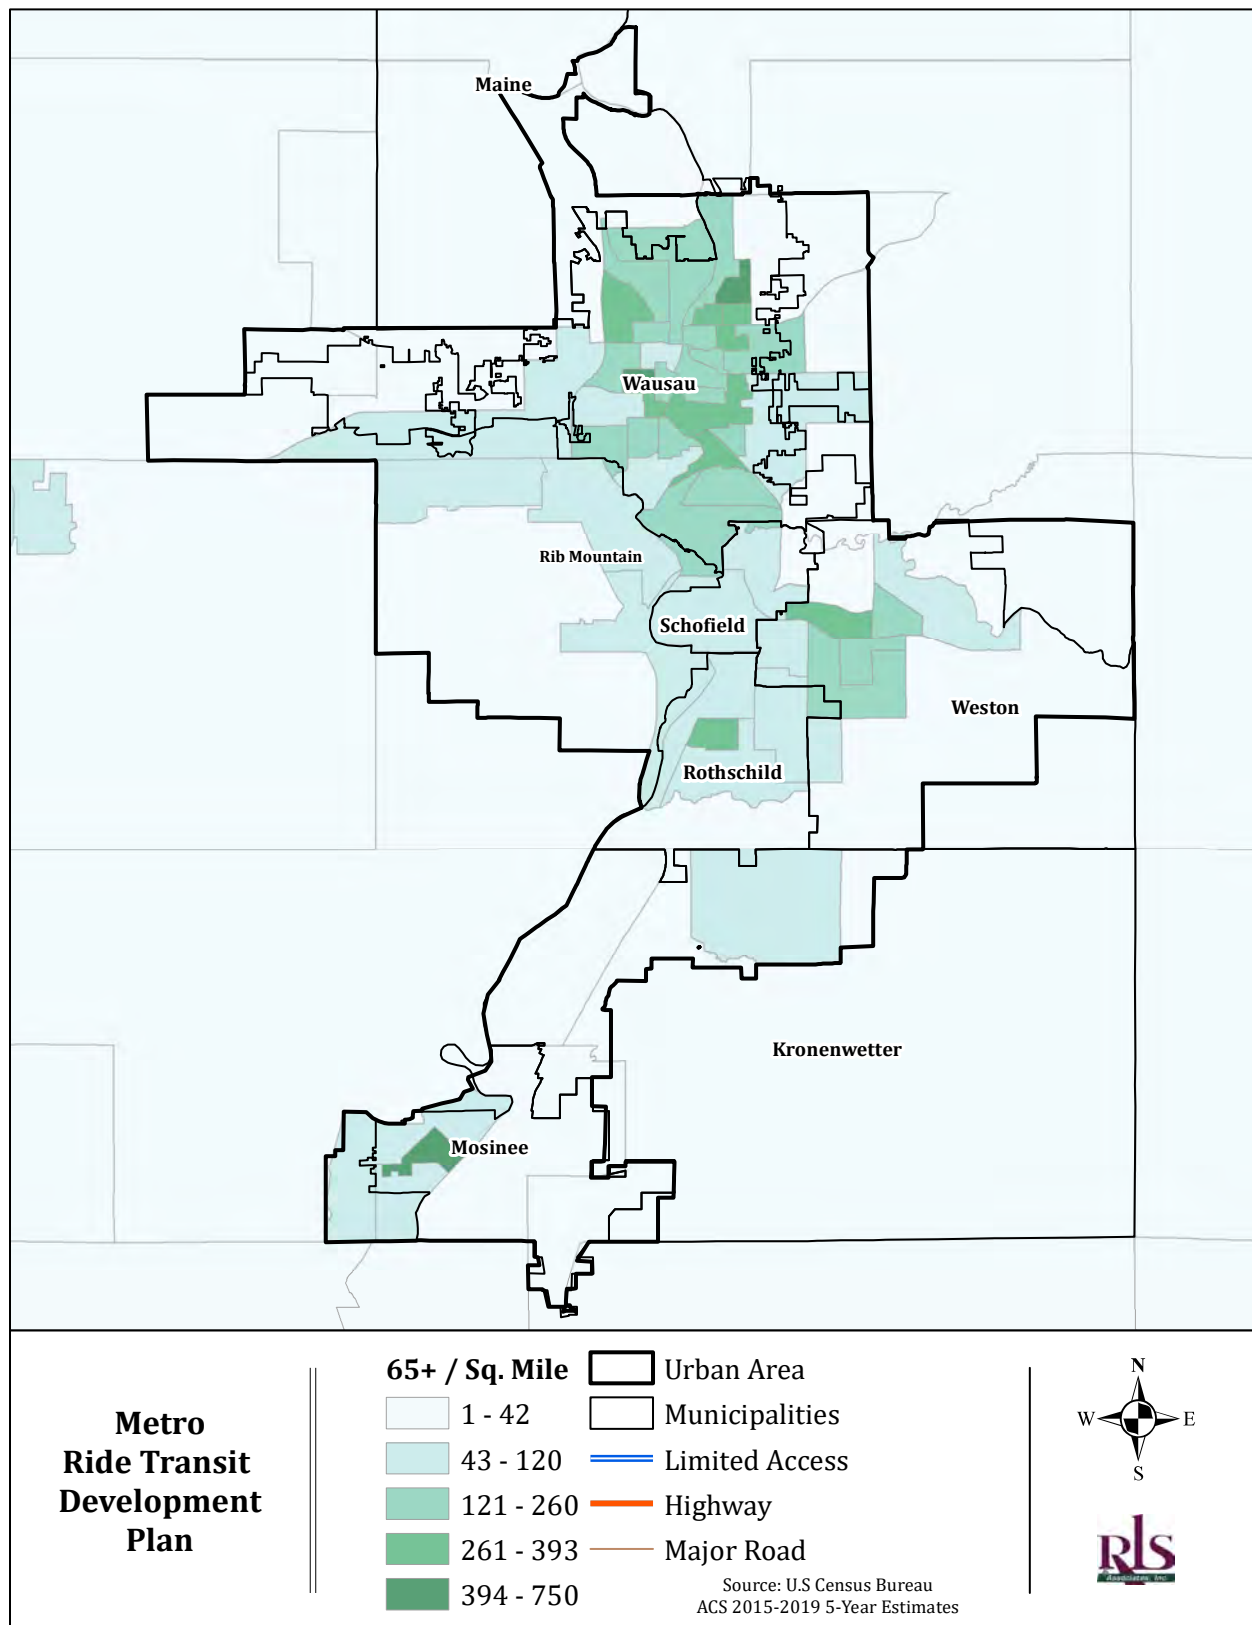 Maine
Wausau
Rib Mountain
Schofield
Weston
Rothschild
Kronenwetter
Mosinee
Metro
Ride Transit
Development
Plan
65+ / Sq. Mile
1 - 42
43 - 120
121 - 260
261 - 393
394 - 750
Urban Area
Municipalities
Limited Access
Highway
Major Road
Source: U.S Census Bureau
ACS 2015-2019 5-Year Estimates
N
W
E
S
RLS
Associates, Inc.